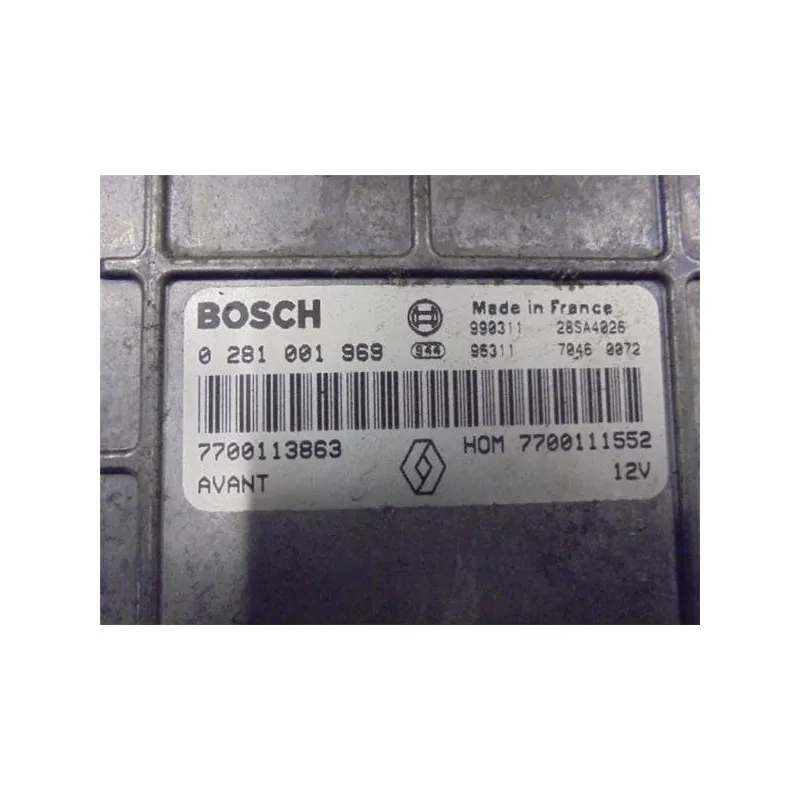 BOSCH Made in France
990311 28SA4026
0 281 001 969 944 96311 7046 0072
7700113863 HOM 7700111552
AVANT 12V